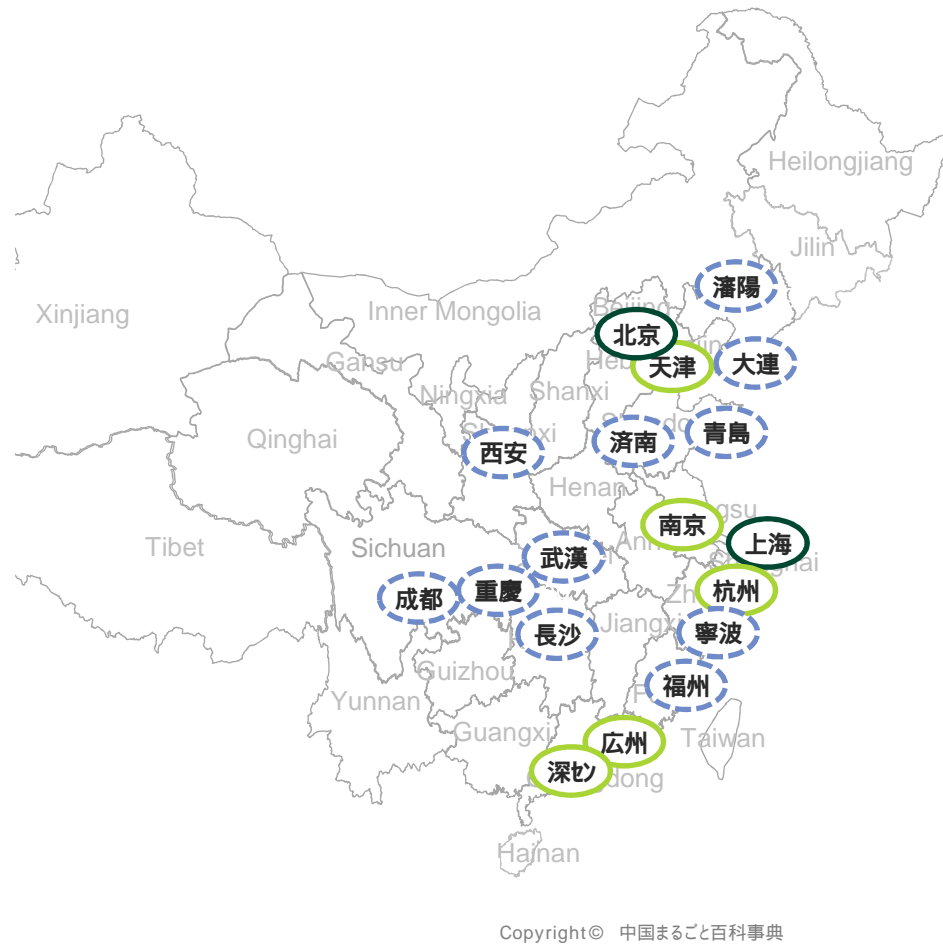 Heilongjiang
Jilin
瀋陽
Xinjiang
Inner Mongolia
Beijing
北京
Gansu
天津
大連
Ningxia
Shanxi
Qinghai
西安
済南
青島
Henan
南京
上海
Tibet
Sichuan
武漢
成都
重慶
杭州
長沙
Jiangxi
寧波
Guizhou
福州
Yunnan
Guangxi
広州
Taiwan
深セン
Hainan
Copyright© 中国まるごと百科事典